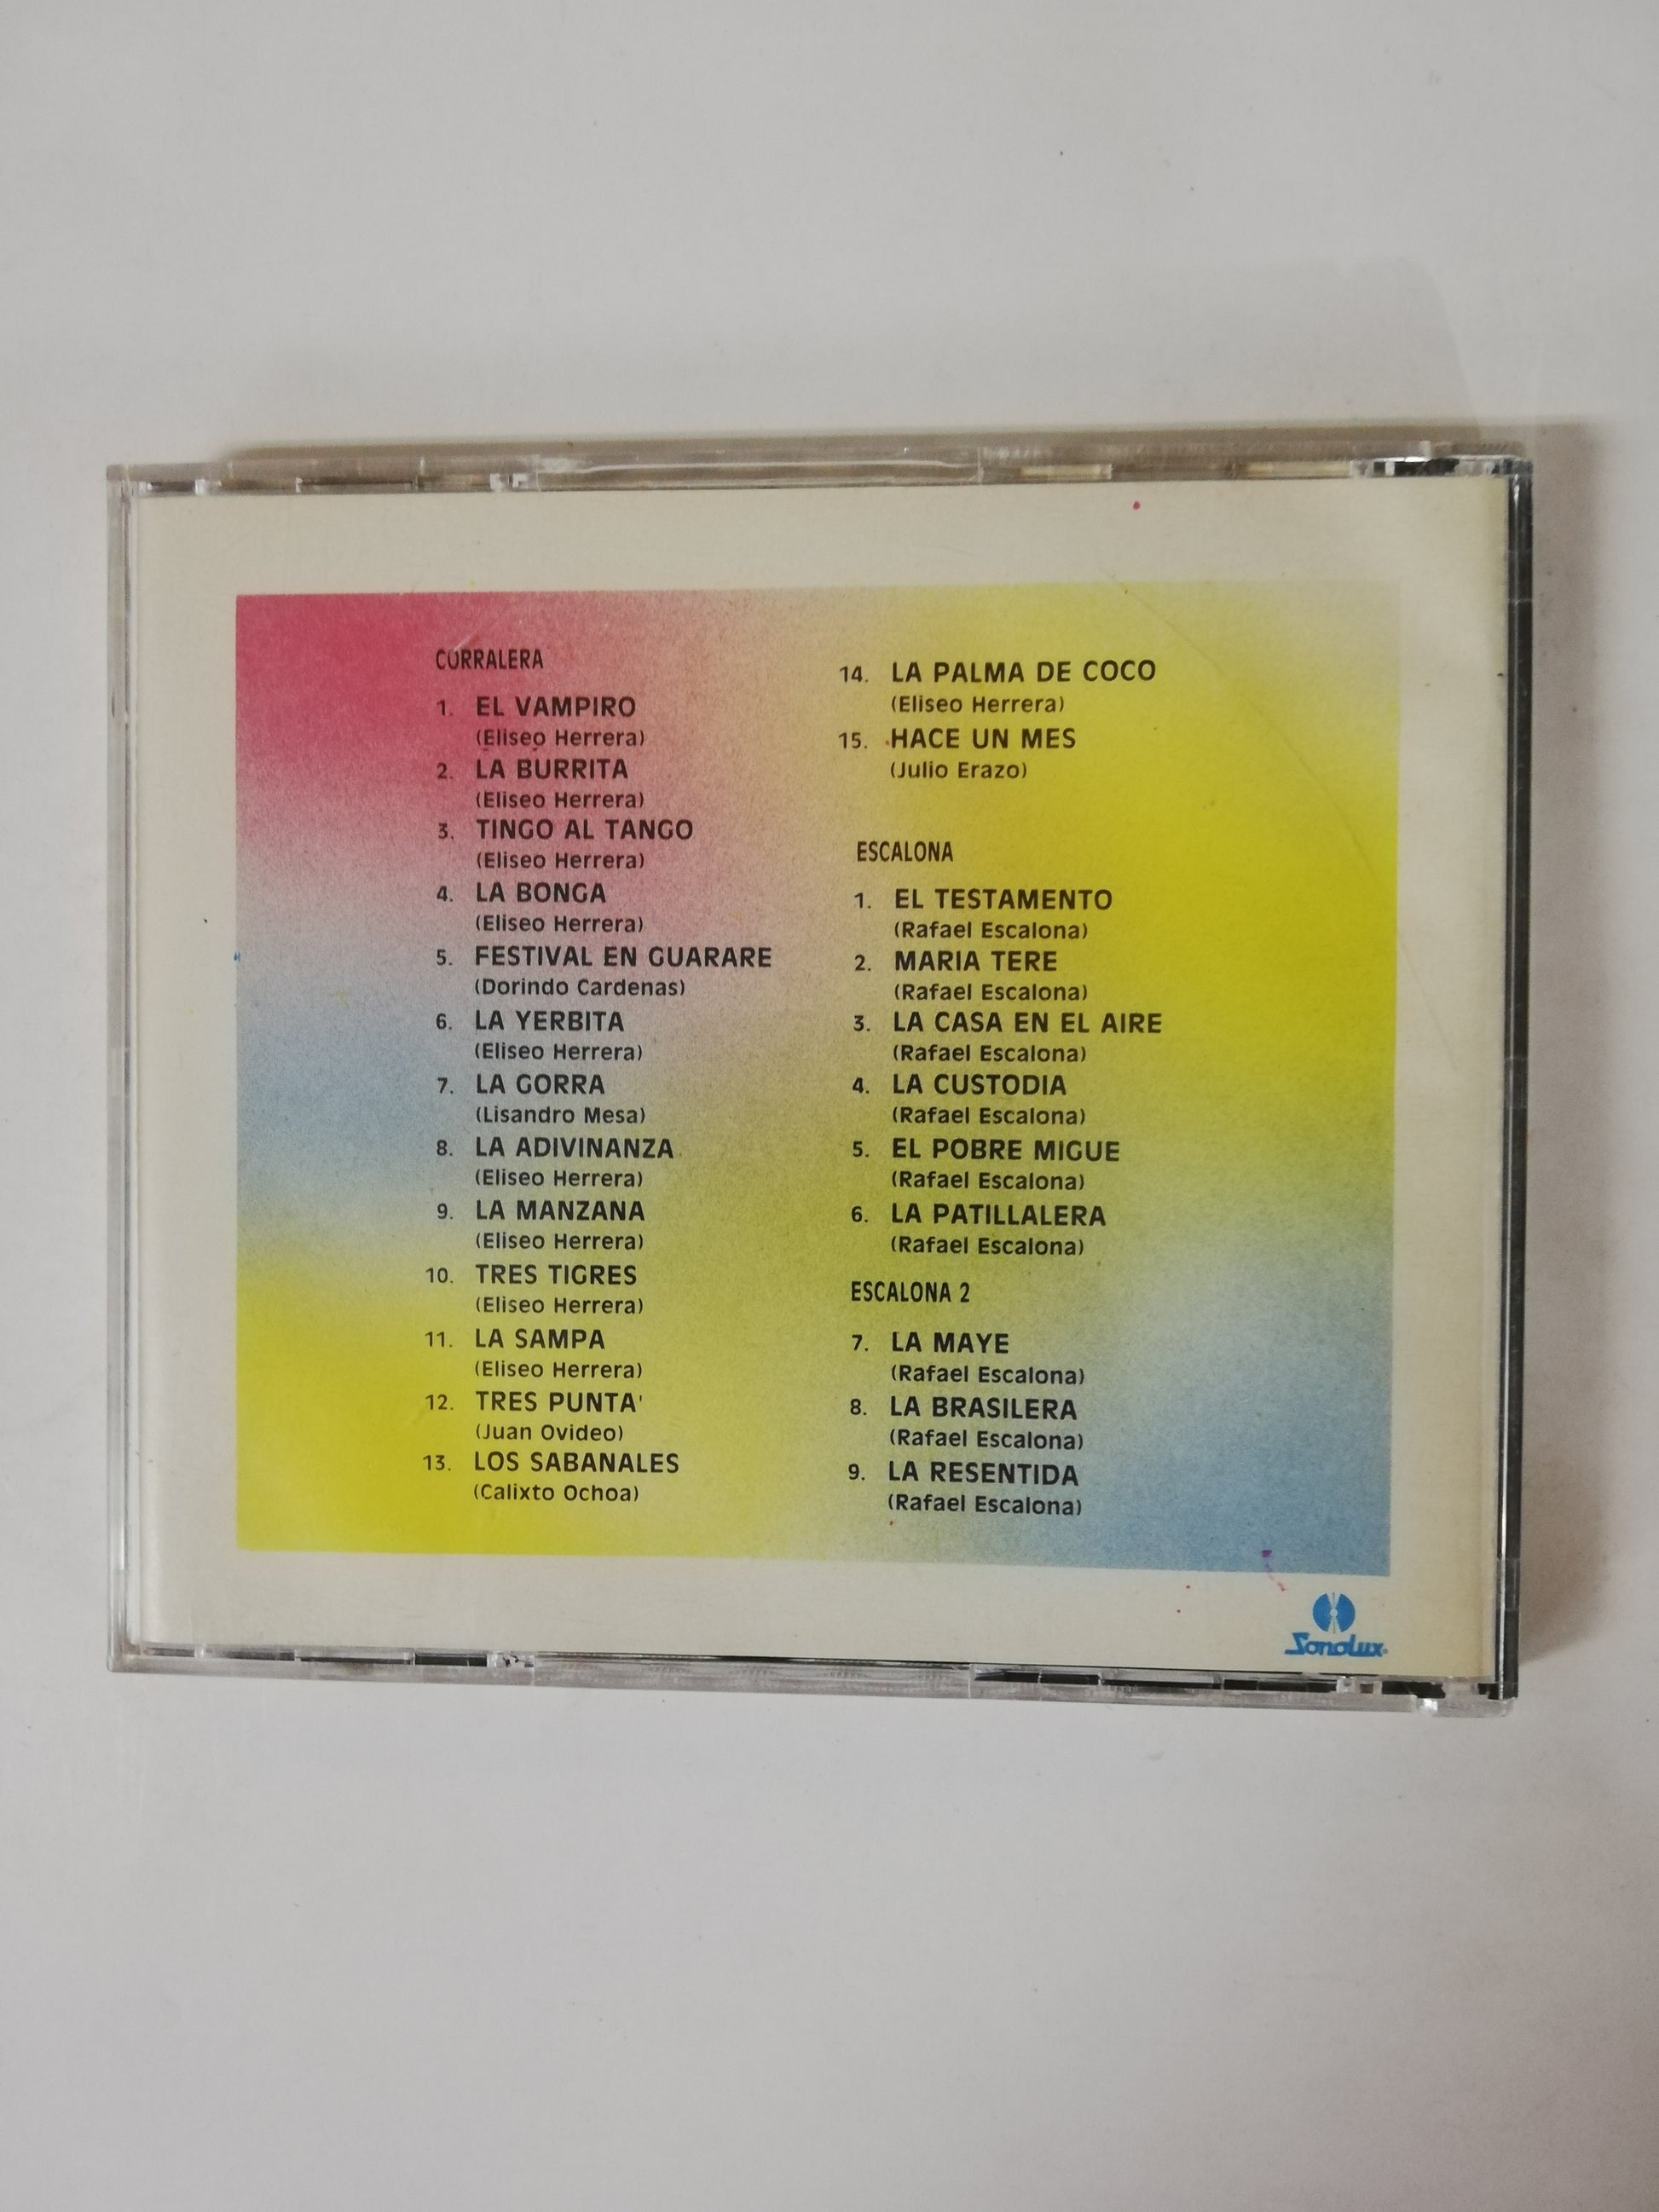 CORRALERA
1. EL VAMPIRO
(Eliseo Herrera)
2. LA BURRITA
(Eliseo Herrera)
3. TINGO AL TANGO
(Eliseo Herrera)
4. LA BONGA
(Eliseo Herrera)
5. FESTIVAL EN GUARARE
(Dorindo Cardenas)
6. LA YERBITA
(Eliseo Herrera)
7. LA GORRA
(Lisandro Mesa)
8. LA ADIVINANZA
(Eliseo Herrera)
9. LA MANZANA
(Eliseo Herrera)
10. TRES TIGRES
(Eliseo Herrera)
11. LA SAMPA
(Eliseo Herrera)
12. TRES PUNTA'
(Juan Ovideo)
13. LOS SABANALES
(Calixto Ochoa)
14. LA PALMA DE COCO
(Eliseo Herrera)
15. HACE UN MES
(Julio Erazo)
ESCALONA
1. EL TESTAMENTO
(Rafael Escalona)
2. MARIA TERE
(Rafael Escalona)
3. LA CASA EN EL AIRE
(Rafael Escalona)
4. LA CUSTODIA
(Rafael Escalona)
5. EL POBRE MIGUE
(Rafael Escalona)
6. LA PATILLALERA
(Rafael Escalona)
ESCALONA 2
7. LA MAYE
(Rafael Escalona)
8. LA BRASILERA
(Rafael Escalona)
9. LA RESENTIDA
(Rafael Escalona)
Sonolux